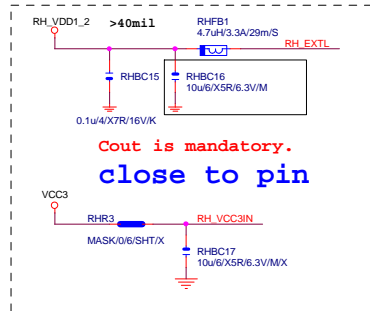 RH_VDD1_2
>40mil
RHFB1
4.7uH/3.3A/29m/S
RH_EXTL
RHBC15
RHBC16
10u/6/X5R/6.3V/M
0.1u/4/X7R/16V/K
Cout is mandatory.
close to pin
VCC3
RHR3
RH_VCC3IN
MASK/0/6/SHT/X
RHBC17
10u/6/X5R/6.3V/M/X